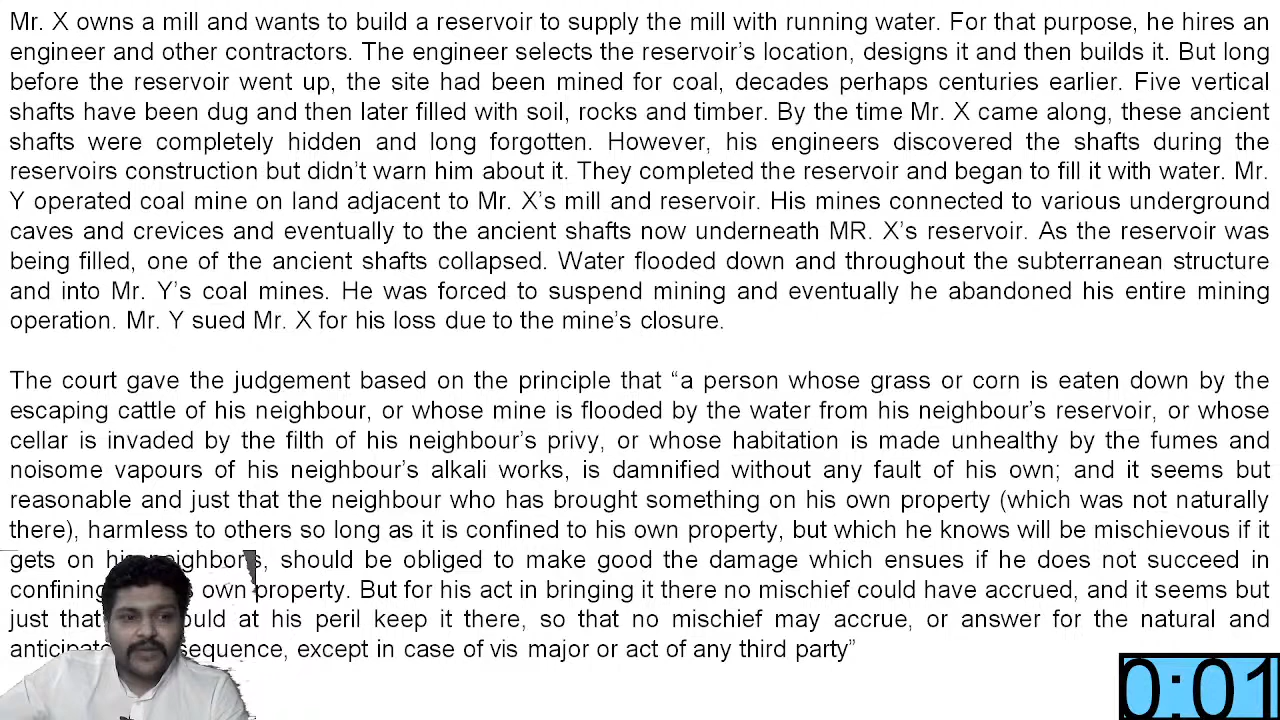 Mr. X owns a mill and wants to build a reservoir to supply the mill with running water. For that purpose, he hires an
engineer and other contractors. The engineer selects the reservoir's location, designs it and then builds it. But long
before the reservoir went up, the site had been mined for coal, decades perhaps centuries earlier. Five vertical
shafts have been dug and then later filled with soil, rocks and timber. By the time Mr. X came along, these ancient
shafts were completely hidden and long forgotten. However, his engineers discovered the shafts during the
reservoirs construction but didn't warn him about it. They completed the reservoir and began to fill it with water. Mr.
Y operated coal mine on land adjacent to Mr. X's mill and reservoir. His mines connected to various underground
caves and crevices and eventually to the ancient shafts now underneath MR. X's reservoir. As the reservoir was
being filled, one of the ancient shafts collapsed. Water flooded down and throughout the subterranean structure
and into Mr. Y's coal mines. He was forced to suspend mining and eventually he abandoned his entire mining
operation. Mr. Y sued Mr. X for his loss due to the mine's closure.
The court gave the judgement based on the principle that “a person whose grass or corn is eaten down by the
escaping cattle of his neighbour, or whose mine is flooded by the water from his neighbour's reservoir, or whose
cellar is invaded by the filth of his neighbour's privy, or whose habitation is made unhealthy by the fumes and
noisome vapours of his neighbour's alkali works, is damnified without any fault of his own; and it seems but
reasonable and just that the neighbour who has brought something on his own property (which was not naturally
there), harmless to others so long as it is confined to his own property, but which he knows will be mischievous if it
gets on should be obliged to make good the damage which ensues if he does not succeed in
confining own property. But for his act in bringing it there no mischief could have accrued, and it seems but
just that at his peril keep it there, so that no mischief may accrue, or answer for the natural and
except in case of vis major or act of any third party”
0:01